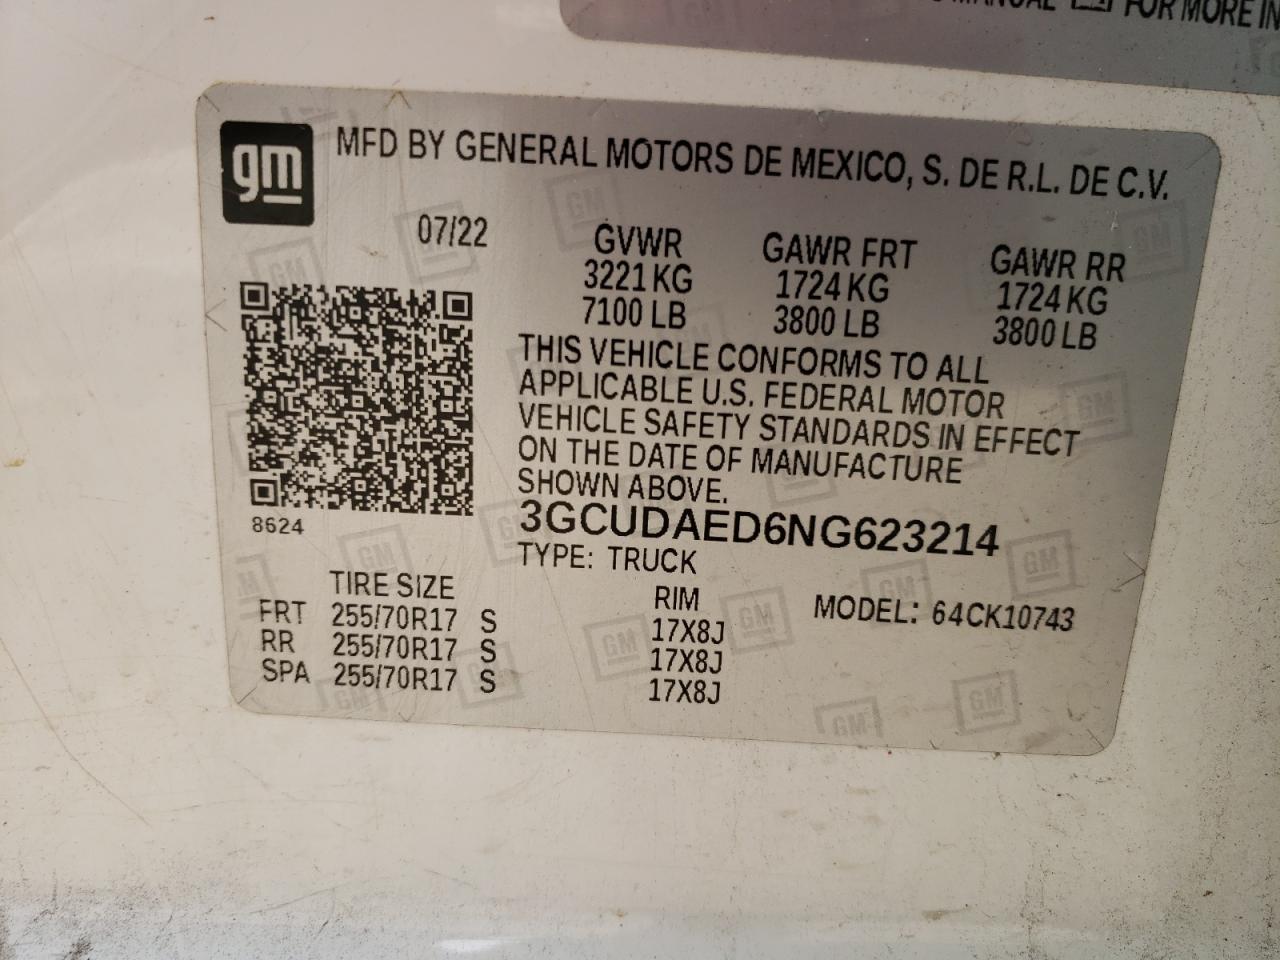 MANUAL FOR MORE IN
gm MFD BY GENERAL MOTORS DE MEXICO, S. DE R.L. DE C.V.
07/22 GVWR GAWR FRT GAWR RR
3221 KG 1724 KG 1724 KG
7100 LB 3800 LB 3800 LB
THIS VEHICLE CONFORMS TO ALL
APPLICABLE U.S. FEDERAL MOTOR
VEHICLE SAFETY STANDARDS IN EFFECT
ON THE DATE OF MANUFACTURE
SHOWN ABOVE.
8624 3GCUDAED6NG623214
TYPE: TRUCK
TIRE SIZE RIM MODEL: 64CK10743
FRT 255/70R17 S 17X8J
RR 255/70R17 S 17X8J
SPA 255/70R17 S 17X8J